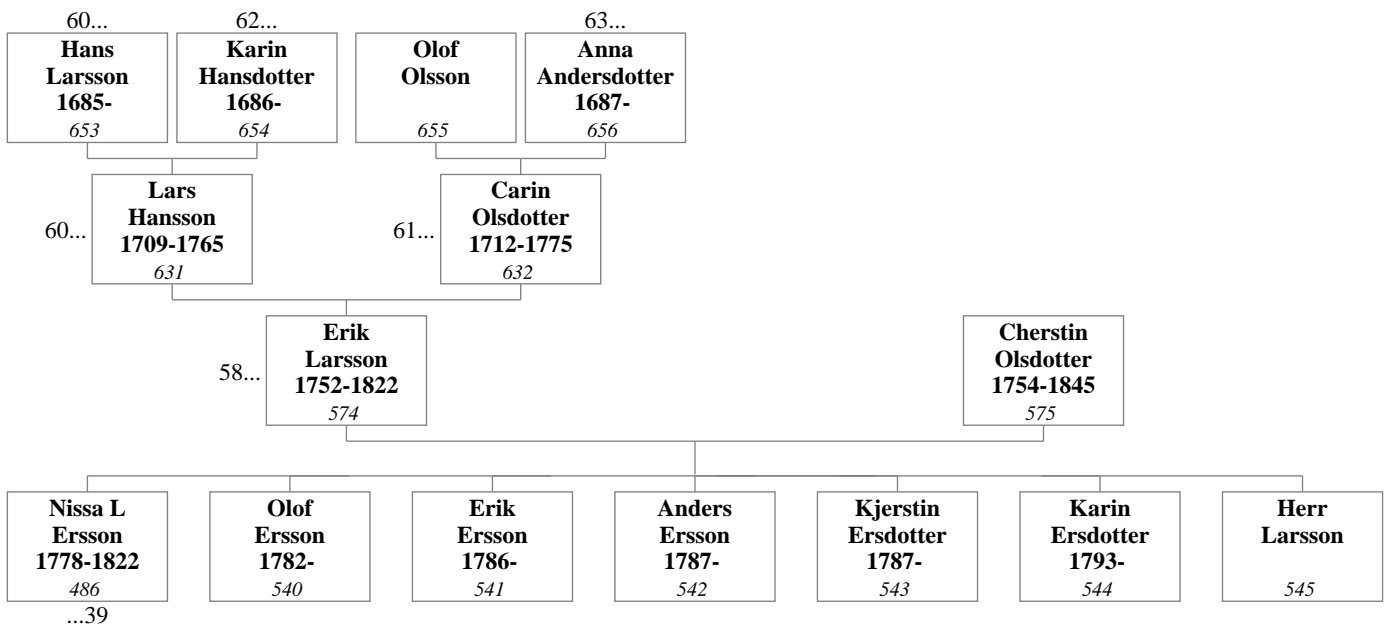 60...
62...
63...
Hans
Larsson
1685-
653
Karin
Hansdotter
1686-
654
Olof
Olsson
655
Anna
Andersdotter
1687-
656
60...
Lars
Hansson
1709-1765
631
61...
Carin
Olsdotter
1712-1775
632
58...
Erik
Larsson
1752-1822
574
Cherstin
Olsdotter
1754-1845
575
Nissa L
Ersson
1778-1822
486
...39
Olof
Ersson
1782-
540
Erik
Ersson
1786-
541
Anders
Ersson
1787-
542
Kjerstin
Ersdotter
1787-
543
Karin
Ersdotter
1793-
544
Herr
Larsson
545